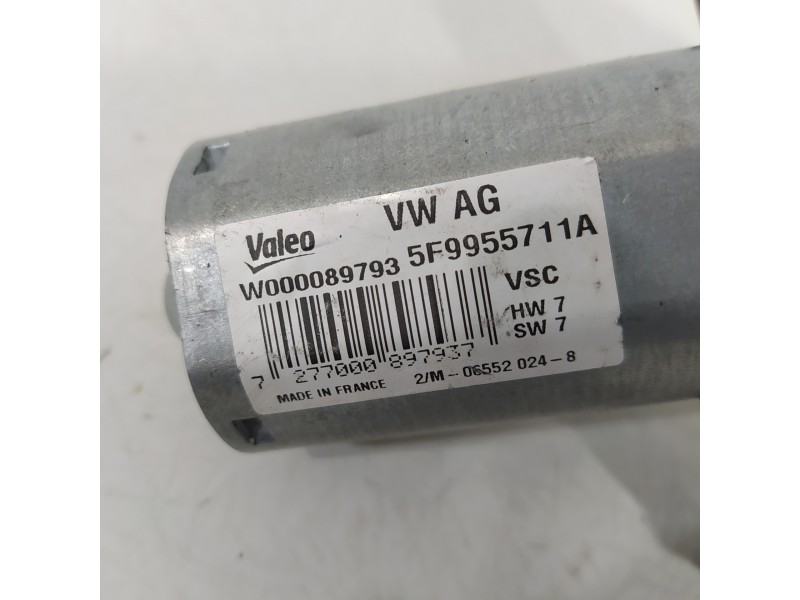 VW AG
Valeo
W000089793 5F9955711A
VSC
HW 7
SW 7
7 277000 897937
MADE IN FRANCE 2/M-06552 024-8